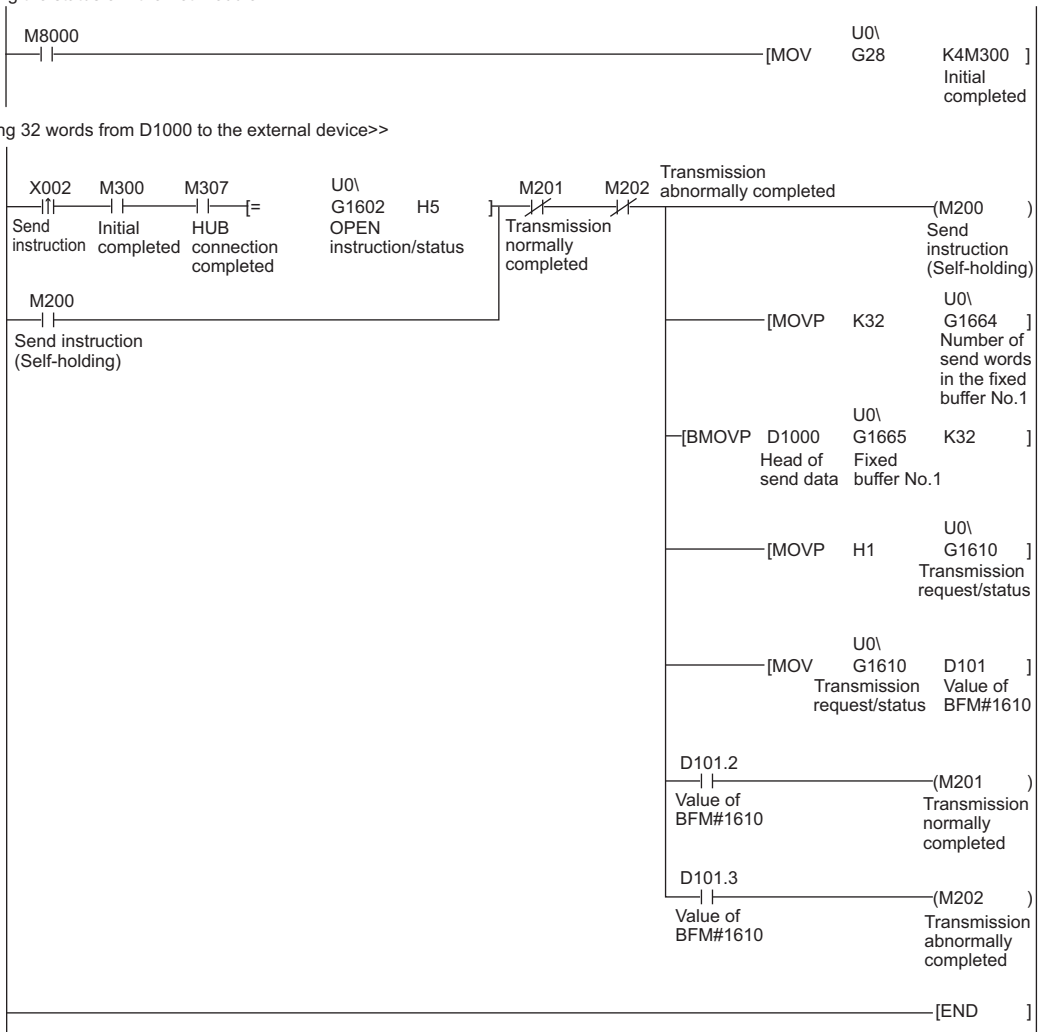 M8000
U0\
[MOV G28 K4M300 ]
Initial
completed
ng 32 words from D1000 to the external device>>
X002 M300 M307
U0\
[= G1602 H5 ]
M201 M202
Transmission
abnormally completed
(M200 )
Send
instruction
Initial
completed
HUB
connection
completed
OPEN
instruction/status
Transmission
normally
completed
Send
instruction
(Self-holding)
M200
Send instruction
(Self-holding)
U0\
[MOVP K32 G1664 ]
Number of
send words
in the fixed
buffer No.1
U0\
[BMOVP D1000 G1665 K32 ]
Head of
send data
Fixed
buffer No.1
U0\
[MOVP H1 G1610 ]
Transmission
request/status
U0\
[MOV G1610 D101 ]
Transmission
request/status
Value of
BFM#1610
D101.2
(M201 )
Value of
BFM#1610
Transmission
normally
completed
D101.3
(M202 )
Value of
BFM#1610
Transmission
abnormally
completed
[END ]